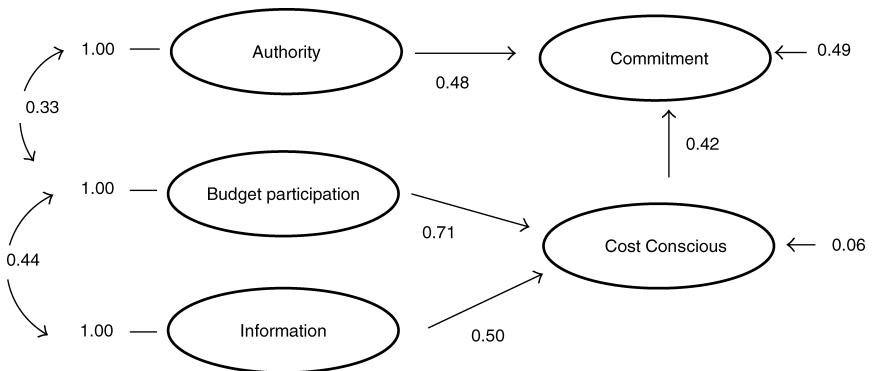 1.00
Authority
Commitment
0.49
0.48
0.33
0.42
1.00
Budget participation
0.71
Cost Conscious
0.06
0.44
1.00
Information
0.50